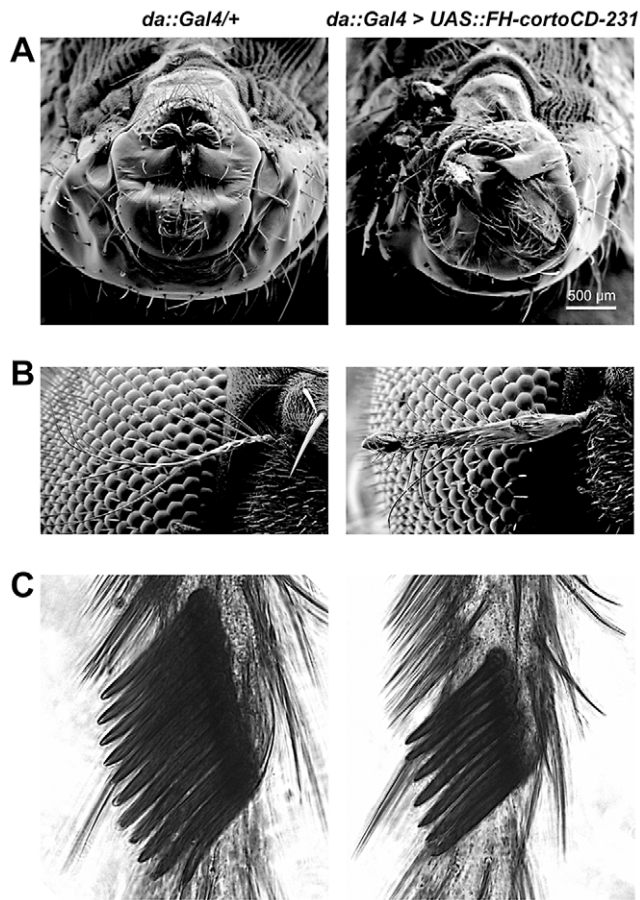 da::Gal4/+
da::Gal4 > UAS::FH-cortoCD-231
A
500 µm
B
C